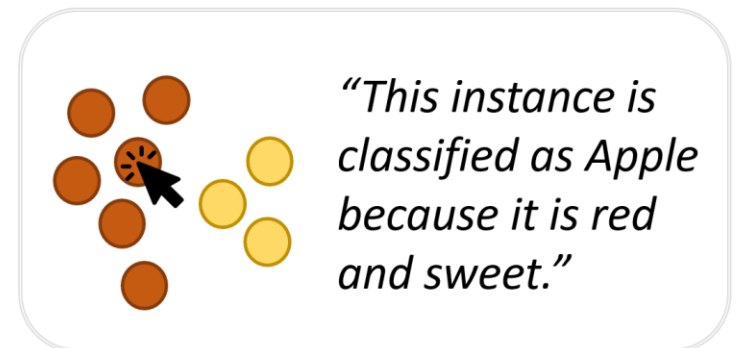 “This instance is
classified as Apple
because it is red
and sweet.”